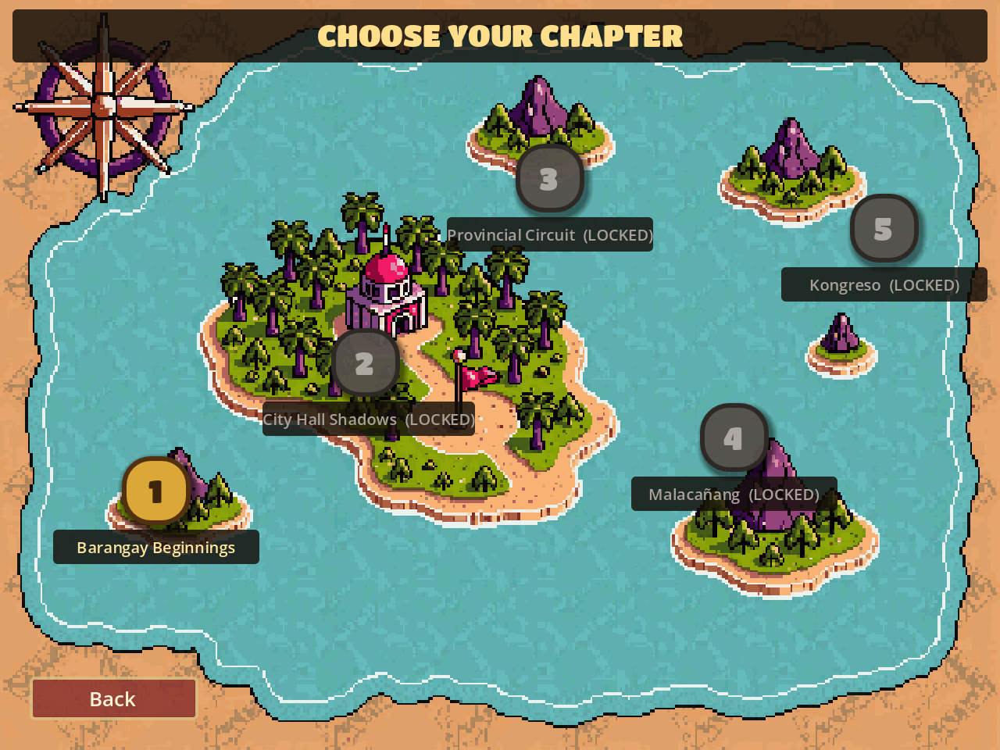 CHOOSE YOUR CHAPTER
3
Provincial Circuit (LOCKED)
5
Kongreso (LOCKED)
2
City Hall Shadows (LOCKED)
4
Malacañang (LOCKED)
1
Barangay Beginnings
Back